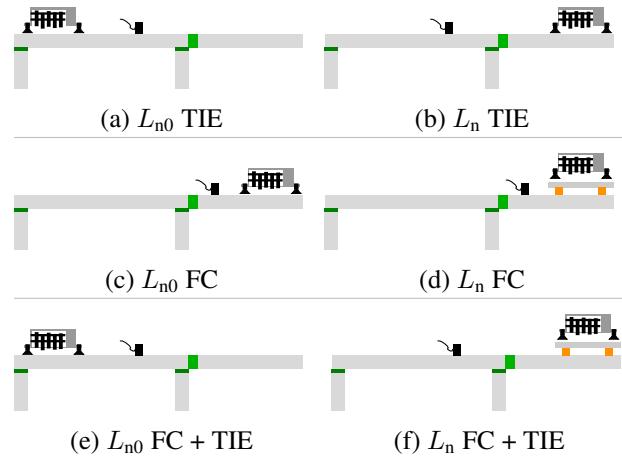 (a) Ln0 TIE
(b) Ln TIE
(c) Ln0 FC
(d) Ln FC
(e) Ln0 FC + TIE
(f) Ln FC + TIE